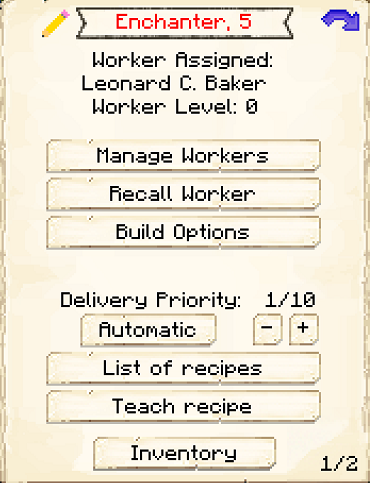 Enchanter, 5
Worker Assigned:
Leonard C. Baker
Worker Level: 0
Manage Workers
Recall Worker
Build Options
Delivery Priority: 1/10
Automatic - +
List of recipes
Teach recipe
Inventory
1/2